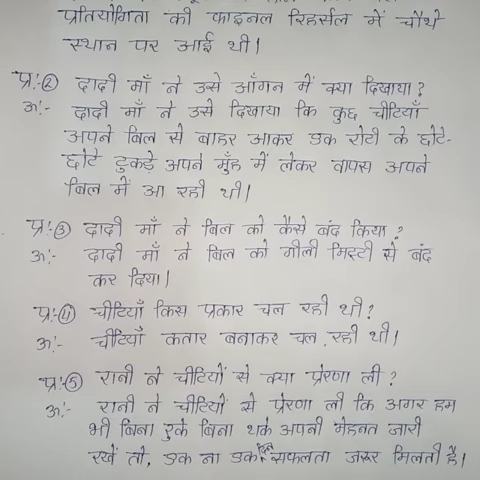 प्रतियोगिता की फाइनल रिहर्सल में चौथे
स्थान पर आई थी।
प्र:② दादी माँ ने उसे आँगन में क्या दिखाया?
अ:- दादी माँ ने उसे दिखाया कि कुछ चीटियाँ
अपने बिल से बाहर आकर एक रोटी के छोटे-
छोटे टुकड़े अपने मुँह में लेकर वापस अपने
बिल में आ रही थी।
प्र:③ दादी माँ ने बिल को कैसे बंद किया?
अ:- दादी माँ ने बिल को गीली मिट्टी से बंद
कर दिया।
प्र:④ चीटियाँ किस प्रकार चल रही थी?
अ:- चीटियाँ कतार बनाकर चल रही थी।
प्र:⑤ रानी ने चीटियों से क्या प्रेरणा ली?
अ:- रानी ने चीटियों से प्रेरणा ली कि अगर हम
भी बिना रुके बिना थके अपनी मेहनत जारी
रखें तो, एक ना एक दिन सफलता जरूर मिलती है।